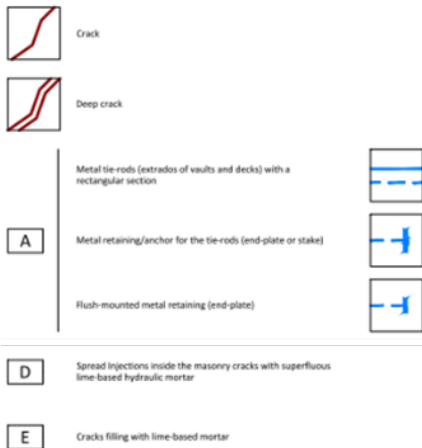 Crack
Deep crack
Metal tie-rods (extrados of vaults and decks) with a
rectangular section
A
Metal retaining/anchor for the tie-rods (end-plate or stake)
Flush-mounted metal retaining (end-plate)
D
Spread Injections inside the masonry cracks with superfluous
lime-based hydraulic mortar
E
Cracks filling with lime-based mortar